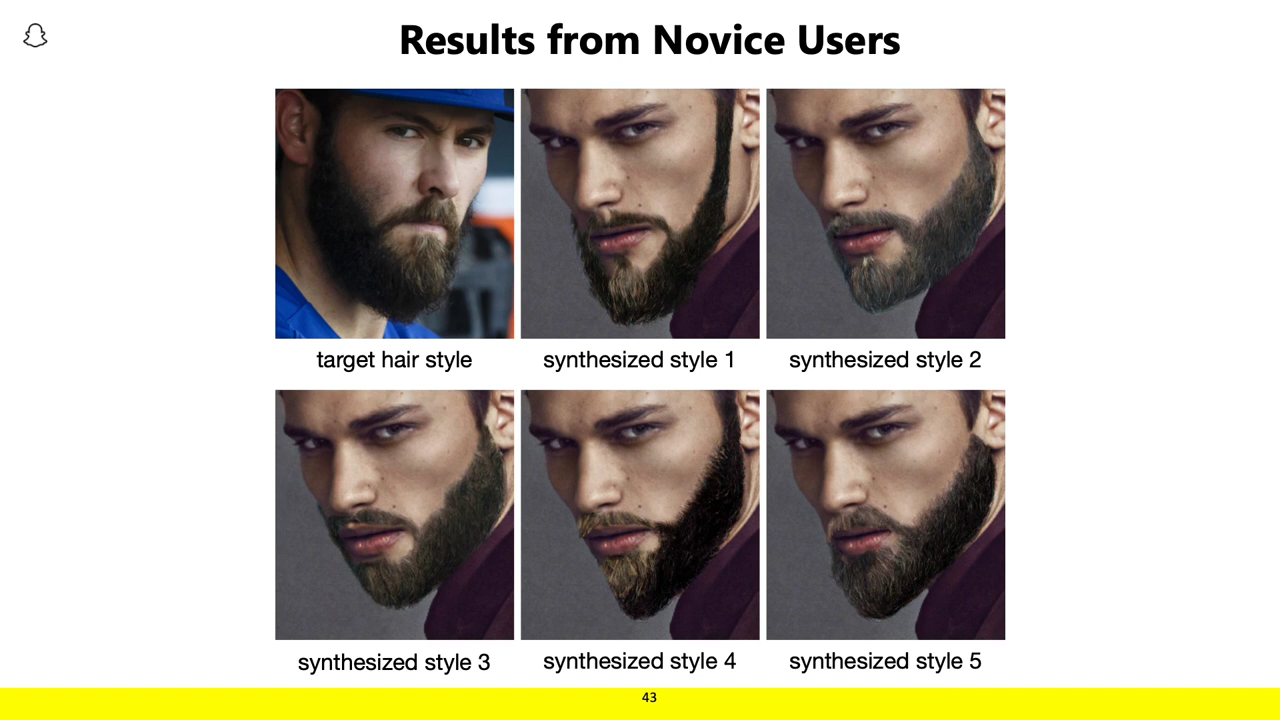 Results from Novice Users
target hair style
synthesized style 1
synthesized style 2
synthesized style 3
synthesized style 4
synthesized style 5
43